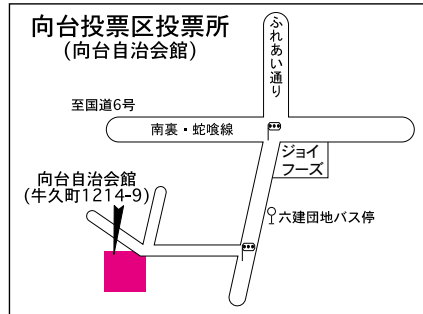 向台投票区投票所
(向台自治会館)
ふれあい通り
至国道6号
南裏・蛇喰線
ジョイ
フーズ
向台自治会館
(牛久町1214-9)
六建団地バス停